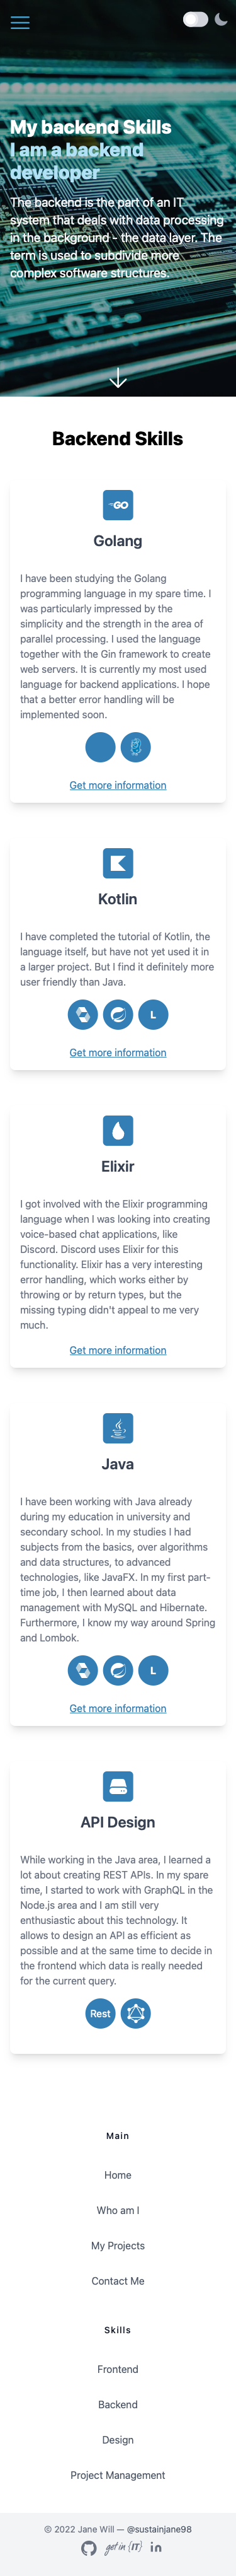 My backend Skills
I am a backend
developer
The backend is the part of an IT
system that deals with data processing
in the background - the data layer. The
term is used to subdivide more
complex software structures.
Backend Skills
GO
Golang
I have been studying the Golang
programming language in my spare time. I
was particularly impressed by the
simplicity and the strength in the area of
parallel processing. I used the language
together with the Gin framework to create
web servers. It is currently my most used
language for backend applications. I hope
that a better error handling will be
implemented soon.
Get more information
Kotlin
I have completed the tutorial of Kotlin, the
language itself, but have not yet used it in
a larger project. But I find it definitely more
user friendly than Java.
L
Get more information
Elixir
I got involved with the Elixir programming
language when I was looking into creating
voice-based chat applications, like
Discord. Discord uses Elixir for this
functionality. Elixir has a very interesting
error handling, which works either by
throwing or by return types, but the
missing typing didn't appeal to me very
much.
Get more information
Java
I have been working with Java already
during my education in university and
secondary school. In my studies I had
subjects from the basics, over algorithms
and data structures, to advanced
technologies, like JavaFX. In my first part-
time job, I then learned about data
management with MySQL and Hibernate.
Furthermore, I know my way around Spring
and Lombok.
L
Get more information
API Design
While working in the Java area, I learned a
lot about creating REST APIs. In my spare
time, I started to work with GraphQL in the
Node.js area and I am still very
enthusiastic about this technology. It
allows to design an API as efficient as
possible and at the same time to decide in
the frontend which data is really needed
for the current query.
Rest
Main
Home
Who am I
My Projects
Contact Me
Skills
Frontend
Backend
Design
Project Management
© 2022 Jane Will — @sustainjane98
get in {IT}
in